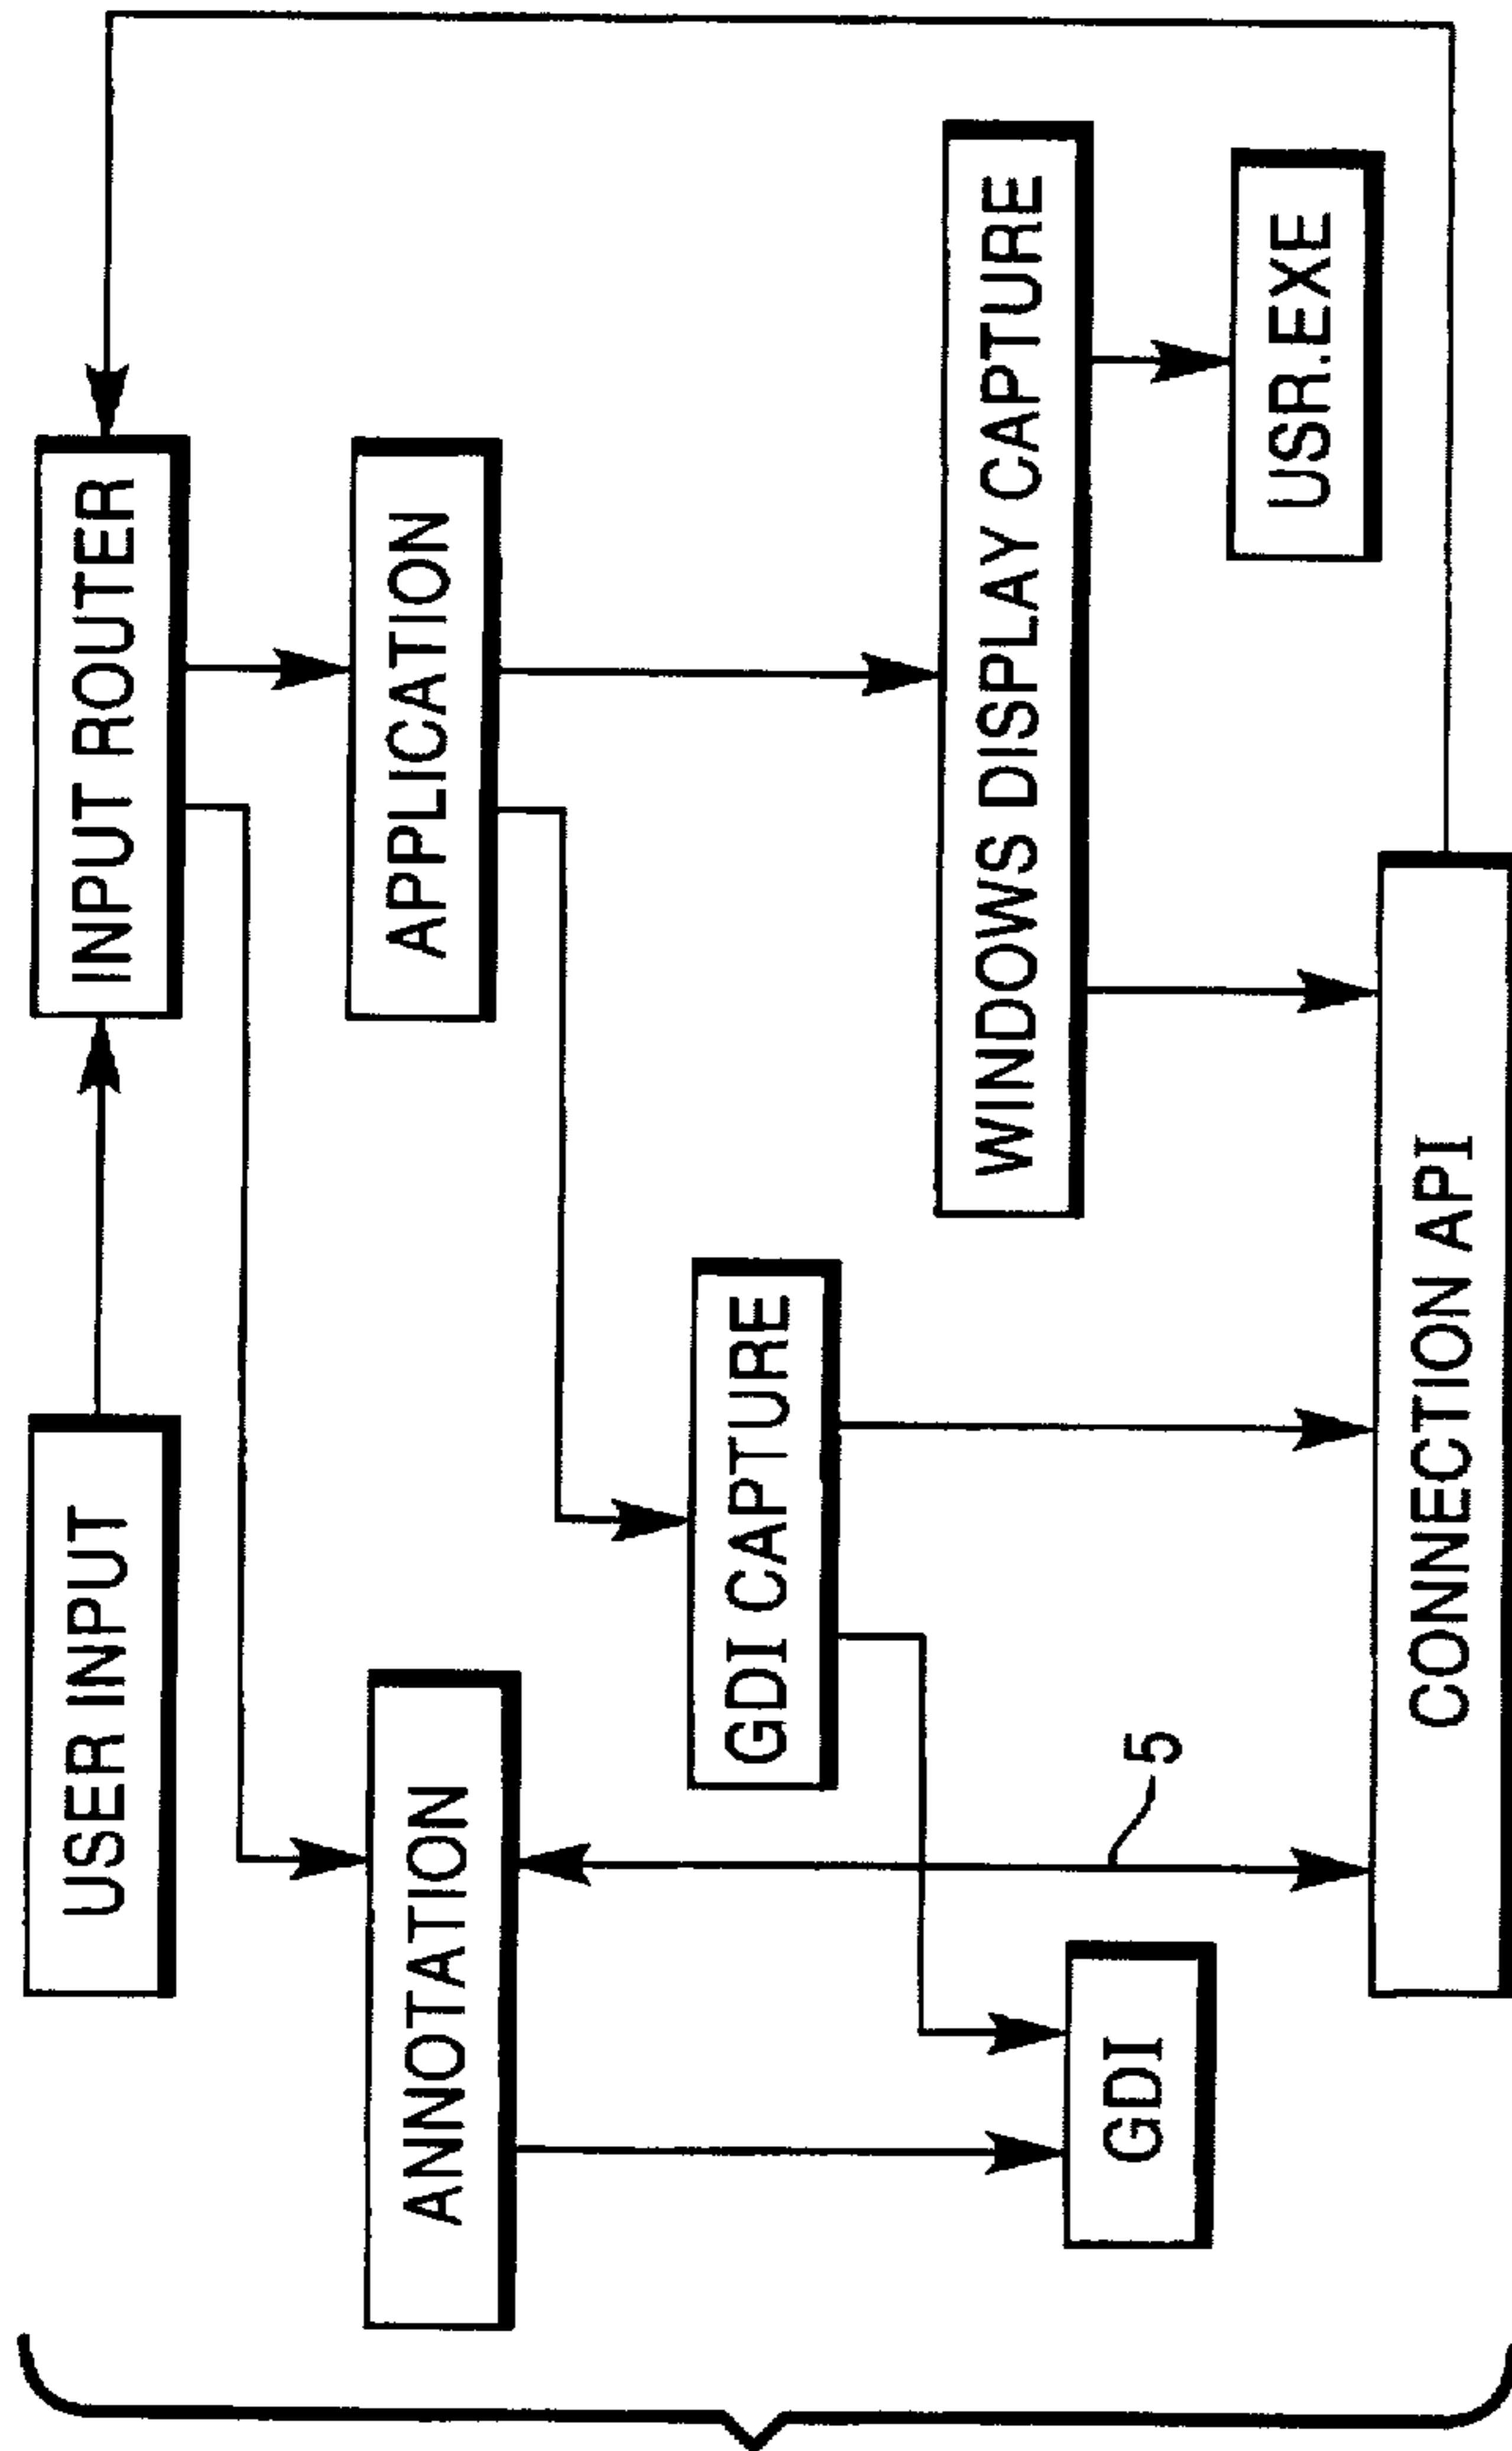 USER INPUT
INPUT ROUTER
ANNOTATION
APPLICATION
GDI CAPTURE
WINDOWS DISPLAY CAPTURE
GDI
5
USR.EXE
CONNECTION API